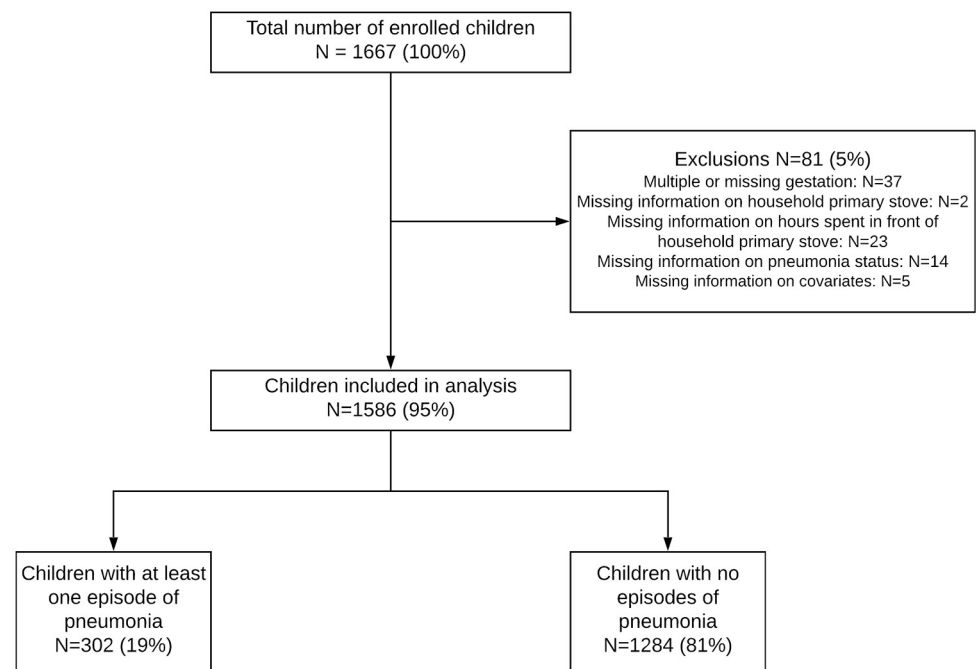 Total number of enrolled children
N = 1667 (100%)
Exclusions N=81 (5%)
Multiple or missing gestation: N=37
Missing information on household primary stove: N=2
Missing information on hours spent in front of
household primary stove: N=23
Missing information on pneumonia status: N=14
Missing information on covariates: N=5
Children included in analysis
N=1586 (95%)
Children with at least
one episode of
pneumonia
N=302 (19%)
Children with no
episodes of
pneumonia
N=1284 (81%)